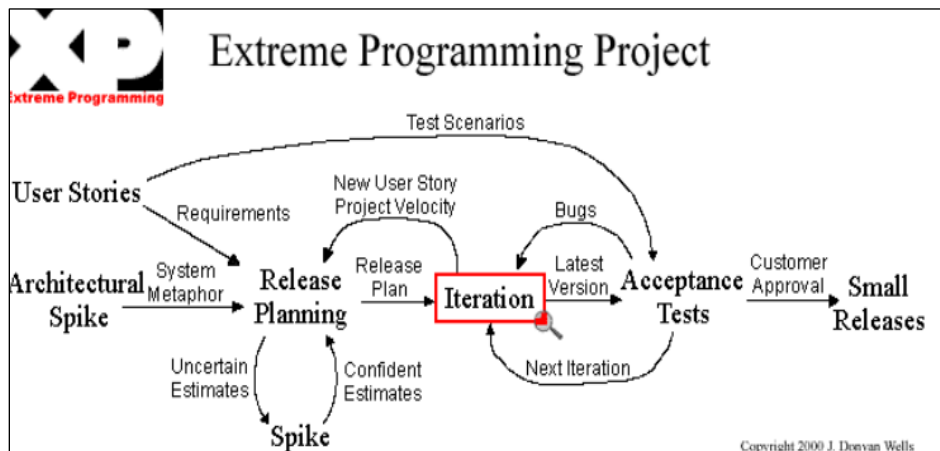 XP
Extreme Programming
Extreme Programming Project
Test Scenarios
User Stories
Requirements
New User Story
Project Velocity
Bugs
Architectural
Spike
System
Metaphor
Release
Planning
Release
Plan
Iteration
Latest
Version
Acceptance
Tests
Customer
Approval
Small
Releases
Uncertain
Estimates
Confident
Estimates
Next Iteration
Spike
Copyright 2000 J. Donvan Wells